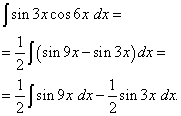 ∫sin 3x cos 6x dx =
= 1/2 ∫(sin 9x − sin 3x) dx =
= 1/2 ∫sin 9x dx − 1/2 sin 3x dx.